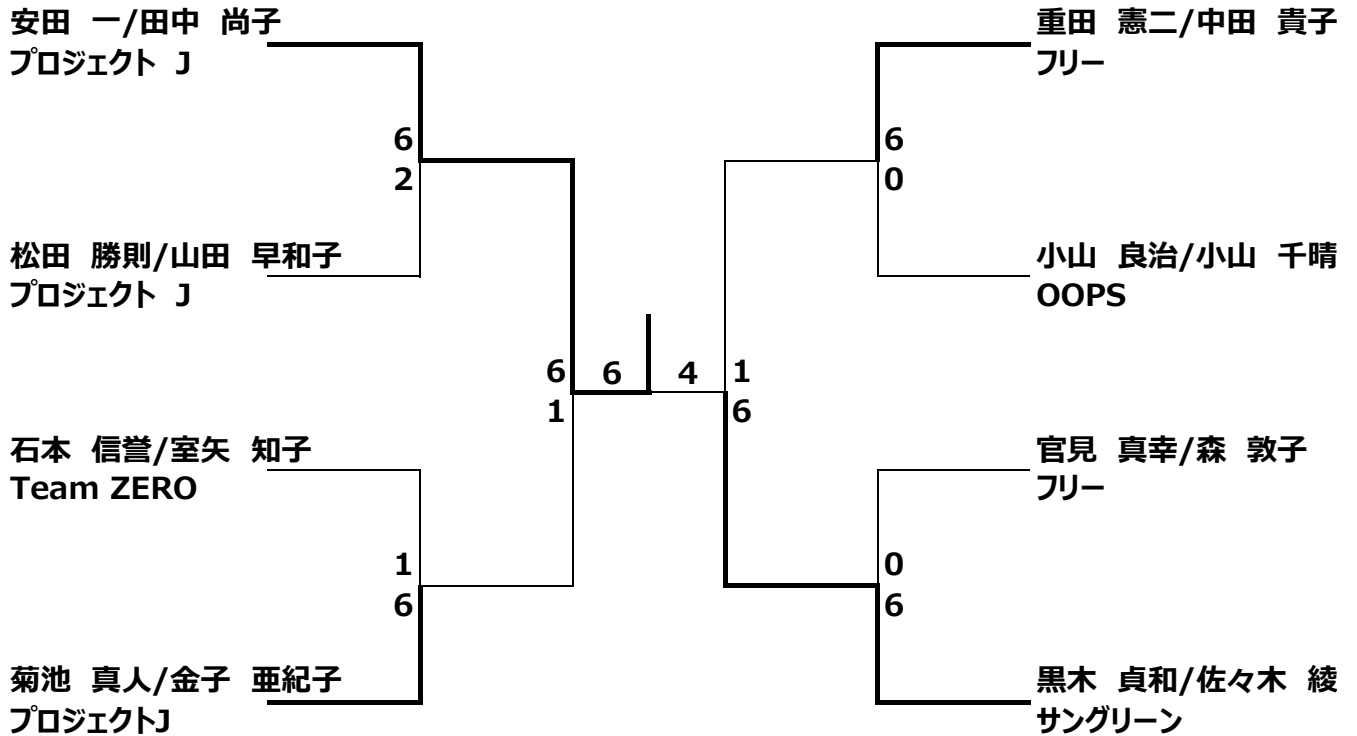 安田　一/田中　尚子
プロジェクト　J
重田　憲二/中田　貴子
フリー
6
2
6
0
松田　勝則/山田　早和子
プロジェクト　J
小山　良治/小山　千晴
OOPS
6
6
4
1
1
6
石本　信誉/室矢　知子
Team ZERO
官見　真幸/森　敦子
フリー
1
6
0
6
菊池　真人/金子　亜紀子
プロジェクトJ
黒木　貞和/佐々木　綾
サングリーン